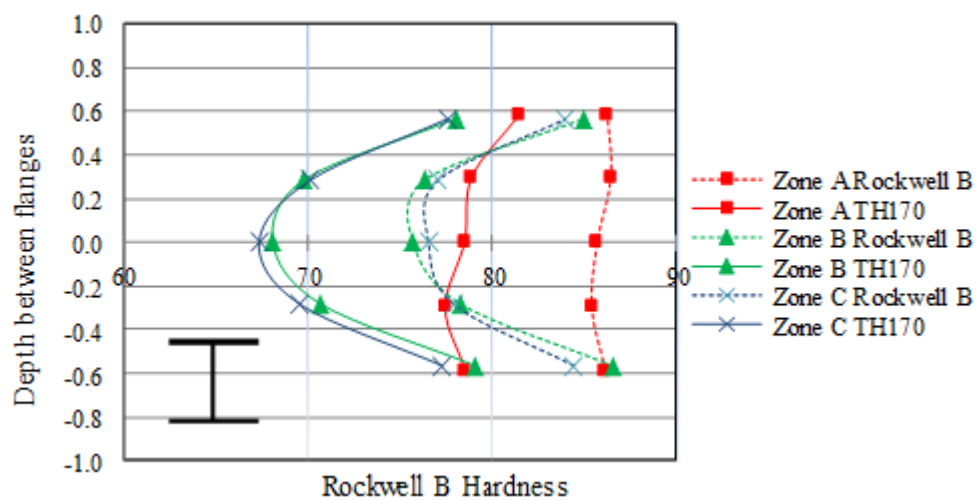 1.0
0.8
0.6
0.4
0.2
0.0
-0.2
-0.4
-0.6
-0.8
-1.0
60
70
80
90
Depth between flanges
Rockwell B Hardness
Zone A Rockwell B
Zone A TH170
Zone B Rockwell B
Zone B TH170
Zone C Rockwell B
Zone C TH170